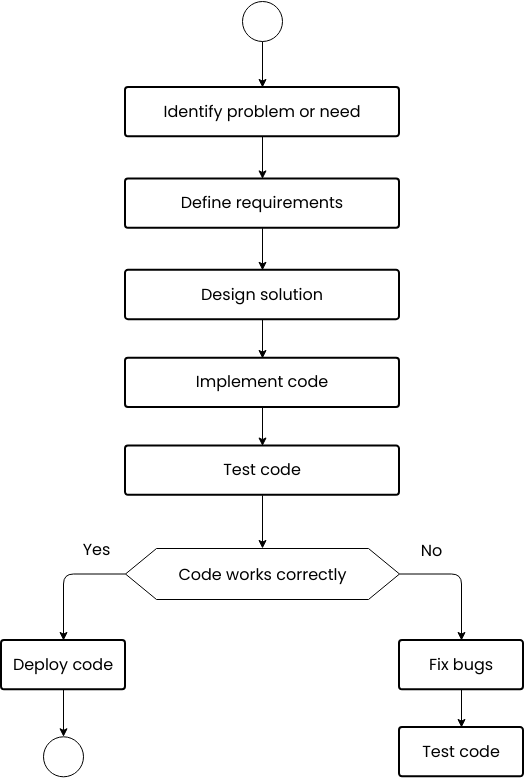 Identify problem or need
Define requirements
Design solution
Implement code
Test code
Yes
No
Code works correctly
Deploy code
Fix bugs
Test code